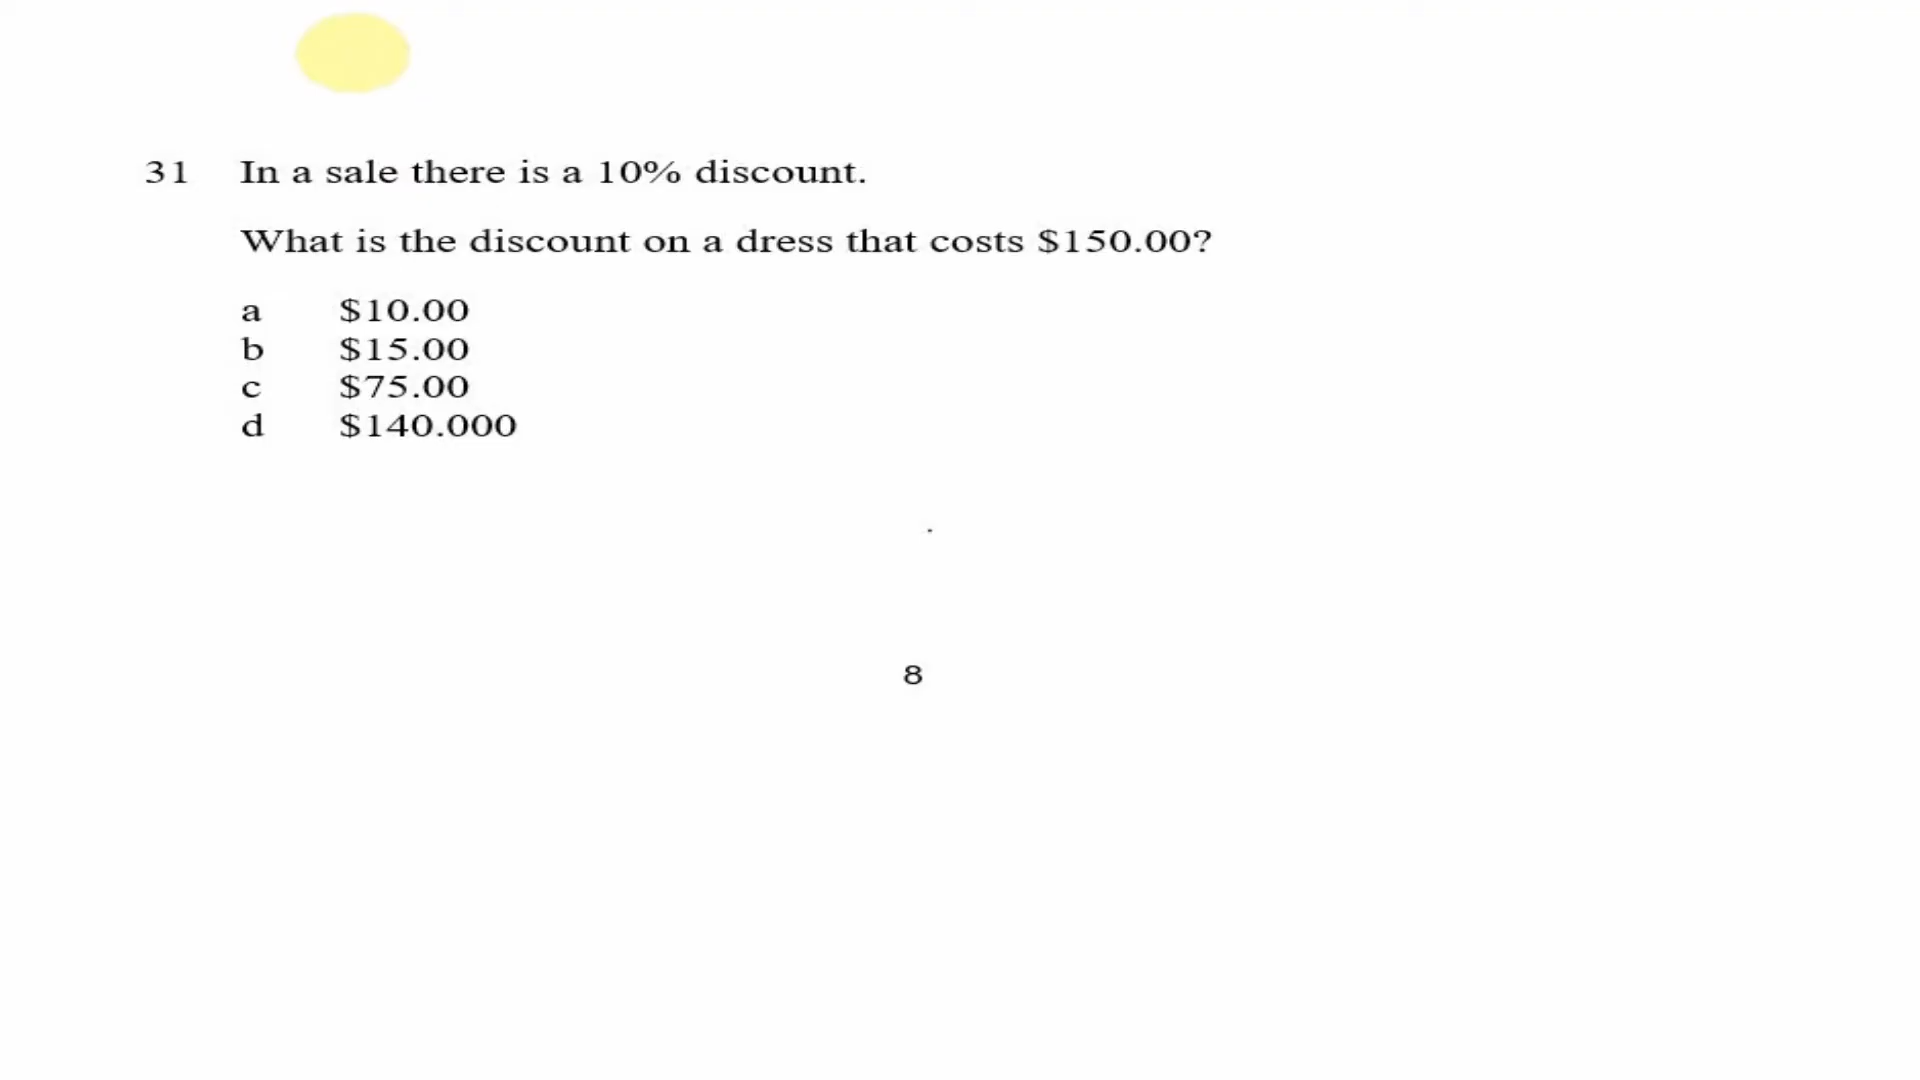 31 In a sale there is a 10% discount.
What is the discount on a dress that costs $150.00?
a $10.00
b $15.00
c $75.00
d $140.000
8